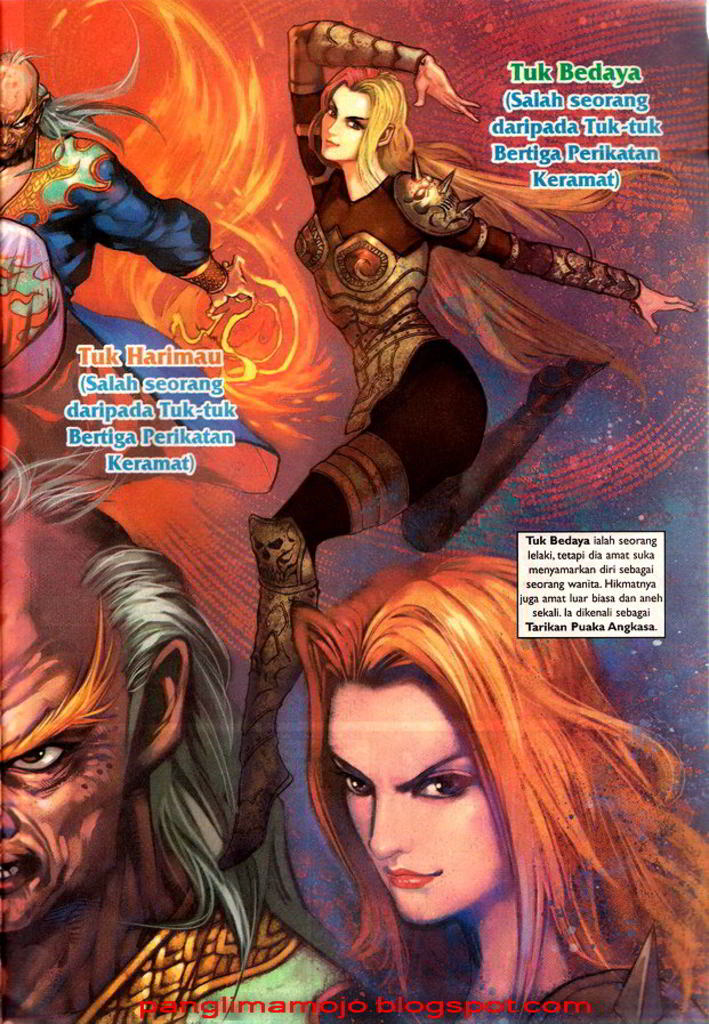 Tuk Bedaya
(Salah seorang
daripada Tuk-tuk
Bertiga Perikatan
Keramat)
Tuk Harimau
(Salah seorang
daripada Tuk-tuk
Bertiga Perikatan
Keramat)
Tuk Bedaya ialah seorang
lelaki, tetapi dia amat suka
menyamarkan diri sebagai
seorang wanita. Hikmatnya
juga amat luar biasa dan aneh
sekali. Ia dikenali sebagai
Tarikan Puaka Angkasa.
panglimamojo.blogspot.com